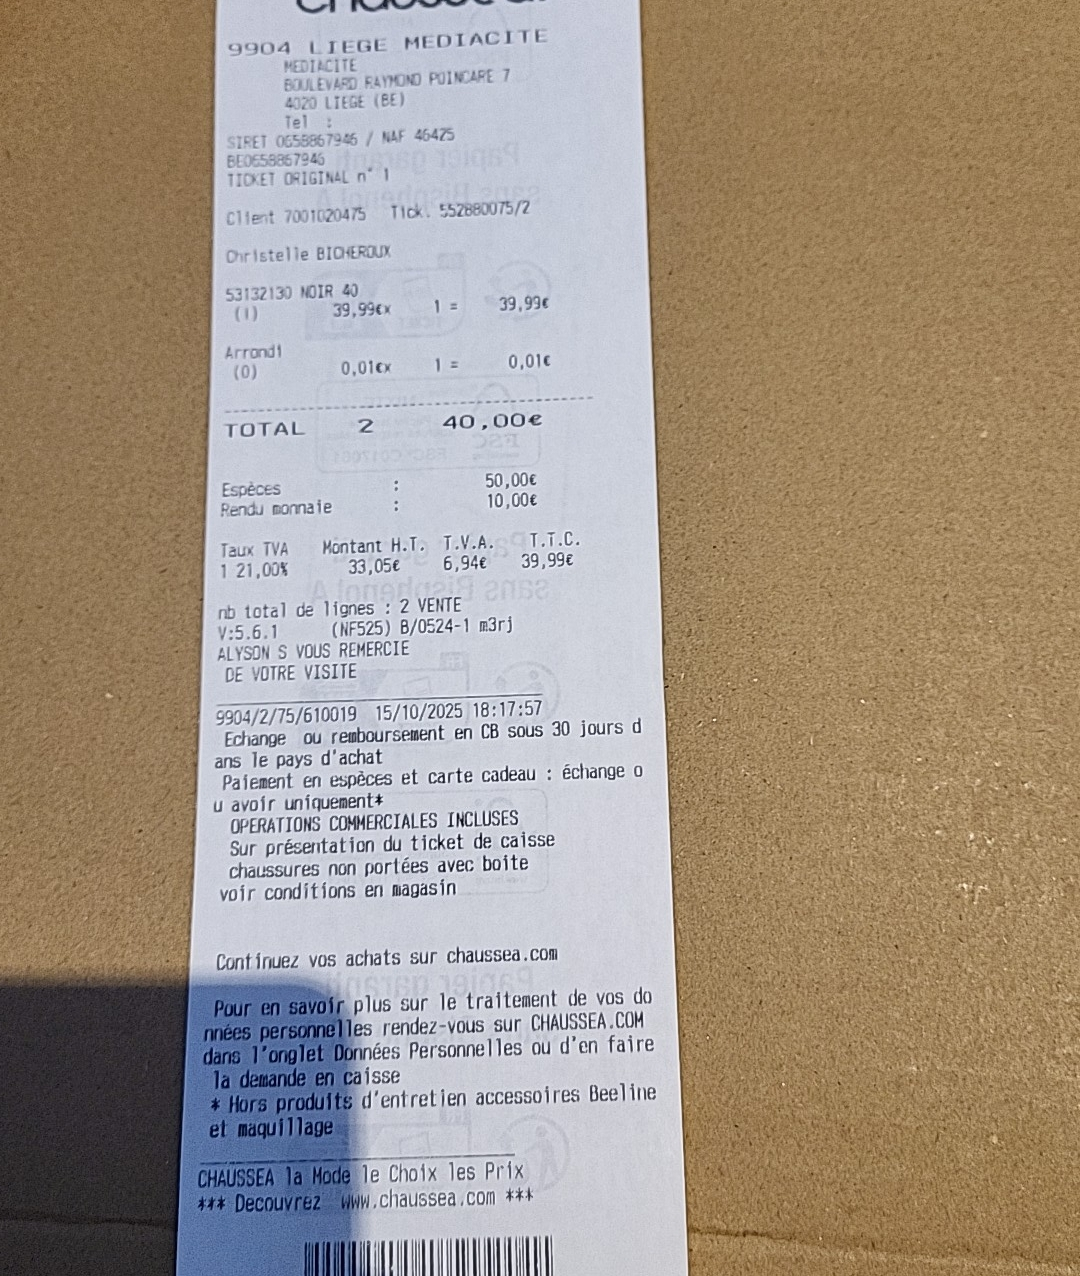 9904 LIEGE MEDIACITE
MEDIACITE
BOULEVARD RAYMOND POINCARE 7
4020 LIEGE (BE)
Tel :
SIRET 0658867946 / NAF 46425
BE0658867946
TICKET ORIGINAL n° 1
Client 7001020475 Tick. 552880075/2
Christelle BICHEROUX
53132130 NOIR 40
(1) 39,99€x 1 = 39,99€
Arrondi
(0) 0,01€x 1 = 0,01€
TOTAL 2 40,00€
Espèces : 50,00€
Rendu monnaie : 10,00€
Taux TVA Montant H.T. T.V.A. T.T.C.
1 21,00% 33,05€ 6,94€ 39,99€
nb total de lignes : 2 VENTE
V:5.6.1 (NF525) B/0524-1 m3rj
ALYSON S VOUS REMERCIE
DE VOTRE VISITE
9904/2/75/610019 15/10/2025 18:17:57
Echange ou remboursement en CB sous 30 jours d
ans le pays d'achat
Paiement en espèces et carte cadeau : échange o
u avoir uniquement*
OPERATIONS COMMERCIALES INCLUSES
Sur présentation du ticket de caisse
chaussures non portées avec boite
voir conditions en magasin
Continuez vos achats sur chaussea.com
Pour en savoir plus sur le traitement de vos do
nnées personnelles rendez-vous sur CHAUSSEA.COM
dans l'onglet Données Personnelles ou d'en faire
la demande en caisse
* Hors produits d'entretien accessoires Beeline
et maquillage
CHAUSSEA la Mode le Choix les Prix
*** Decouvrez www.chaussea.com ***